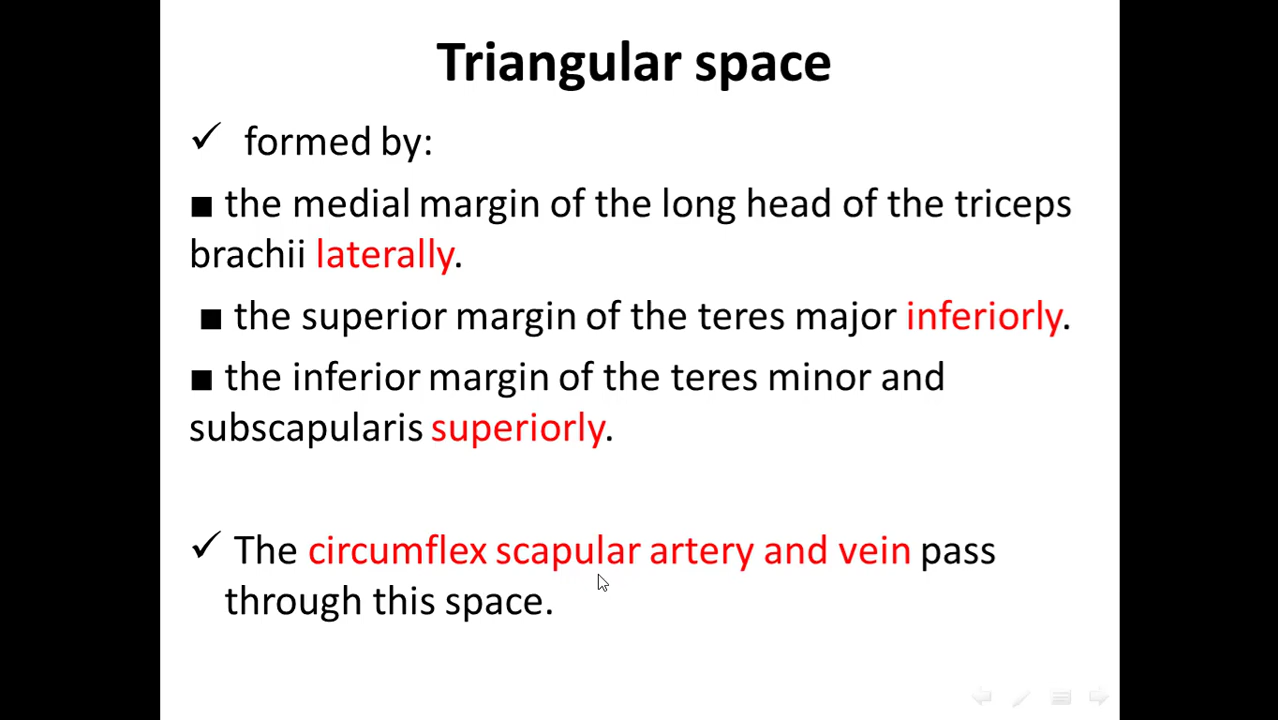 Triangular space
✓ formed by:
■ the medial margin of the long head of the triceps
brachii laterally.
■ the superior margin of the teres major inferiorly.
■ the inferior margin of the teres minor and
subscapularis superiorly.
✓ The circumflex scapular artery and vein pass
through this space.